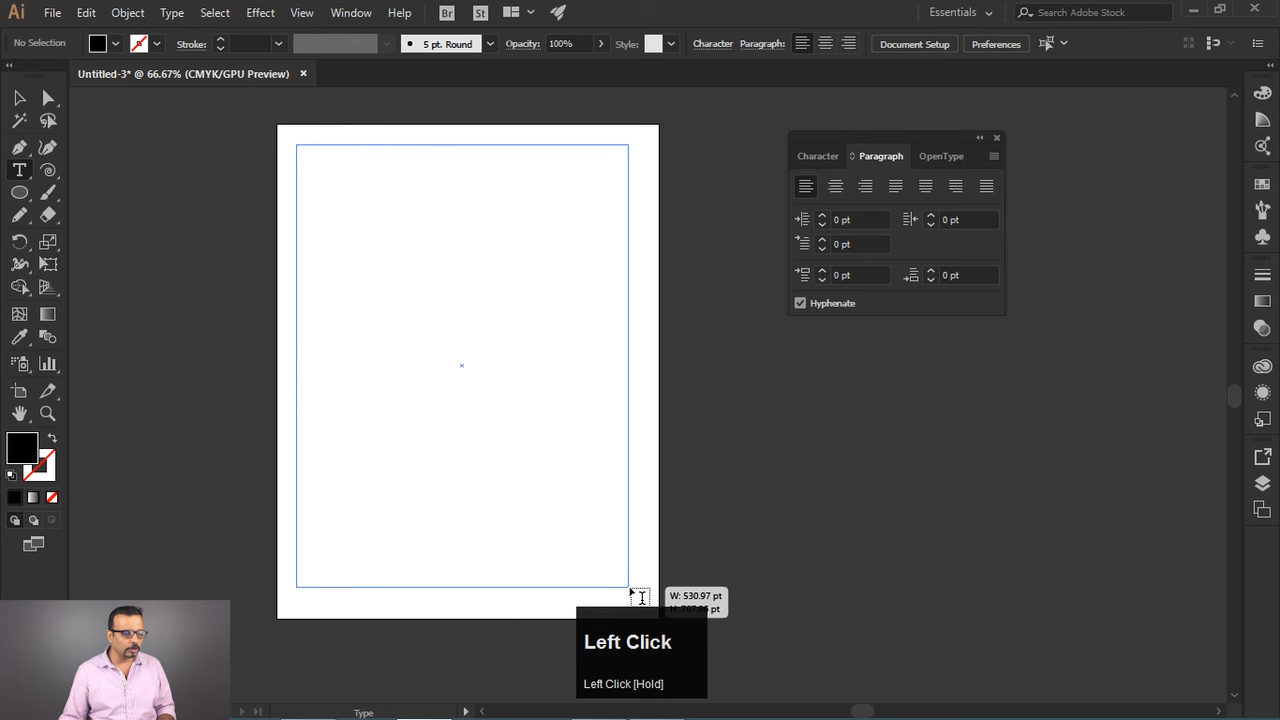 Ai File Edit Object Type Select Effect View Window Help Br St Essentials Search Adobe Stock
No Selection Stroke: 5 pt. Round Opacity: 100% Style: Character Paragraph: Document Setup Preferences
Untitled-3* @ 66.67% (CMYK/GPU Preview)
Character Paragraph OpenType
0 pt 0 pt
0 pt
0 pt 0 pt
Hyphenate
W: 530.97 pt
Left Click
Left Click [Hold]
Type